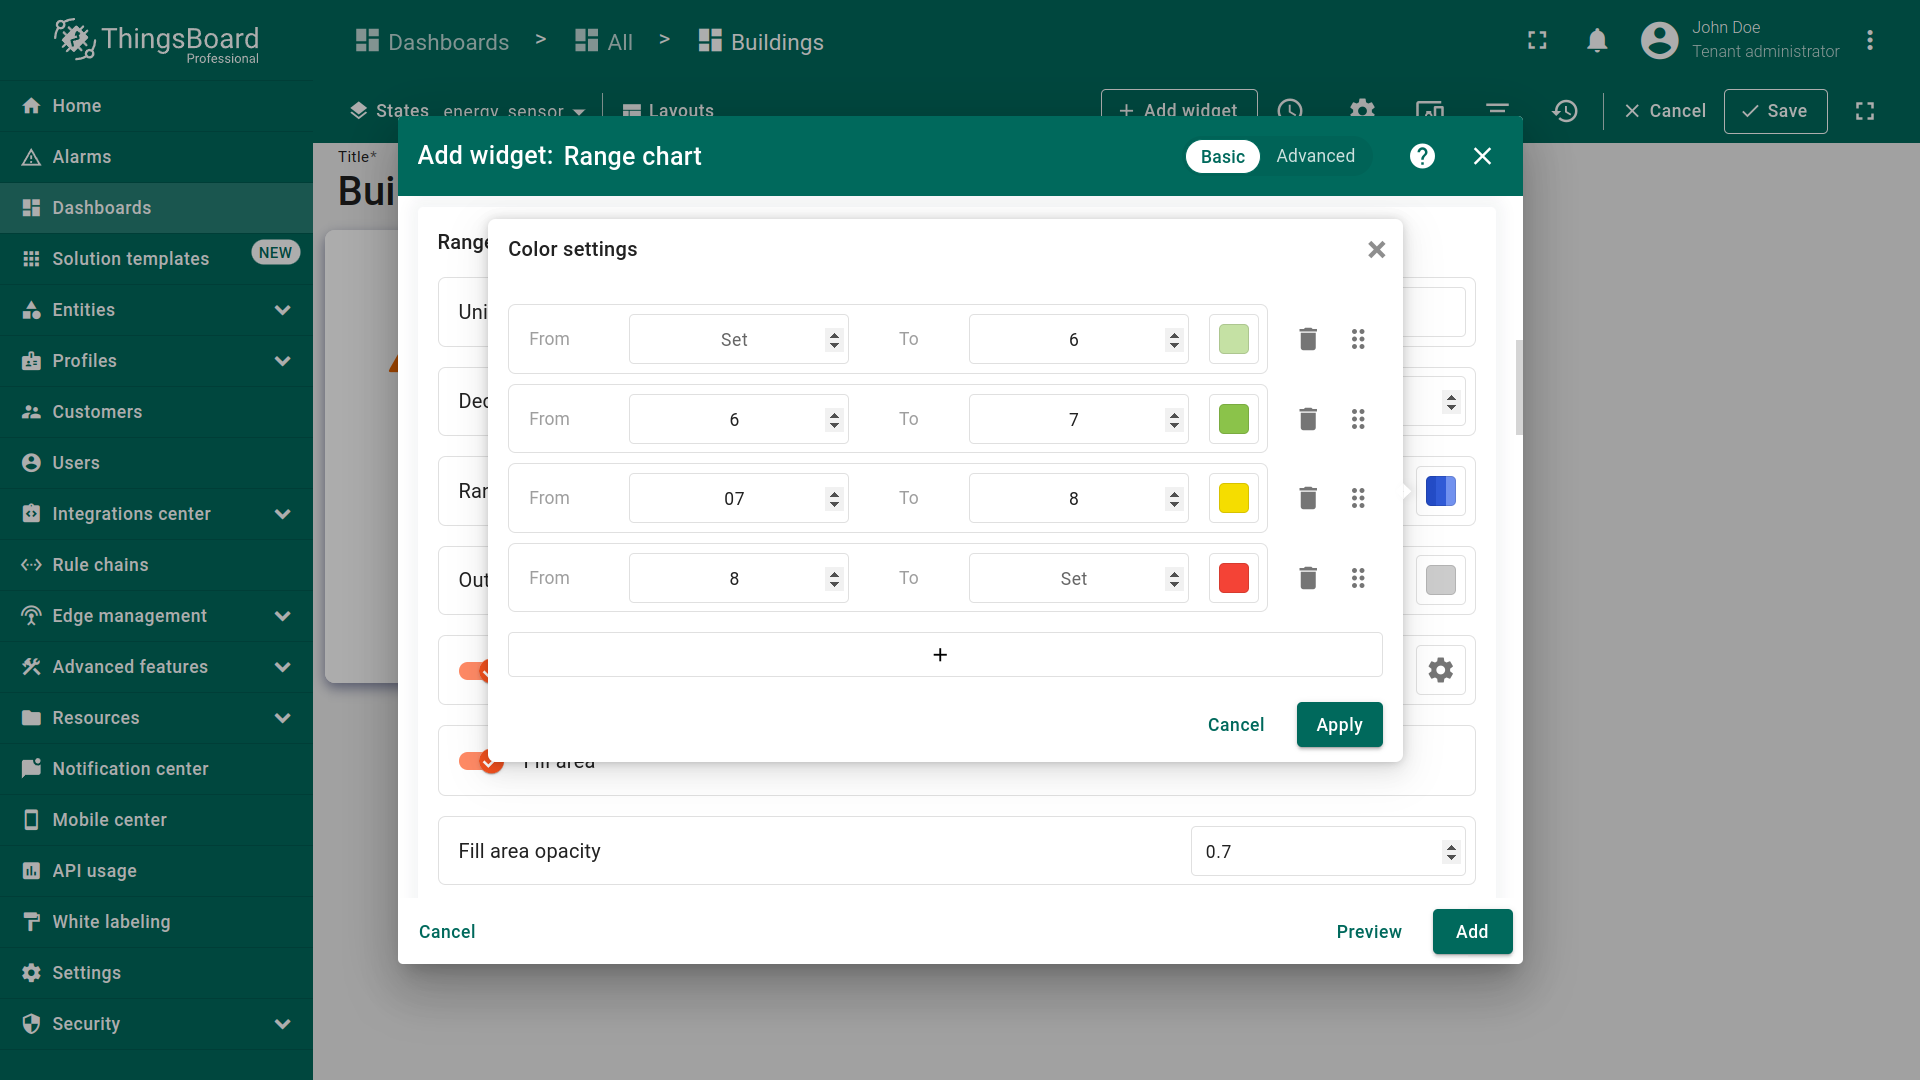 ThingsBoard
Professional
Dashboards > All > Buildings
John Doe
Tenant administrator
Home
Alarms
Dashboards
Solution templates NEW
Entities
Profiles
Customers
Users
Integrations center
Rule chains
Edge management
Advanced features
Resources
Notification center
Mobile center
API usage
White labeling
Settings
Security
States energy_sensor Layouts + Add widget Cancel Save
Title*
Bui
Add widget: Range chart
Basic Advanced
Range
Uni
Dec
Ran
Out
Color settings
From Set To 6
From 6 To 7
From 07 To 8
From 8 To Set
+
Cancel Apply
Fill area
Fill area opacity 0.7
Cancel Preview Add